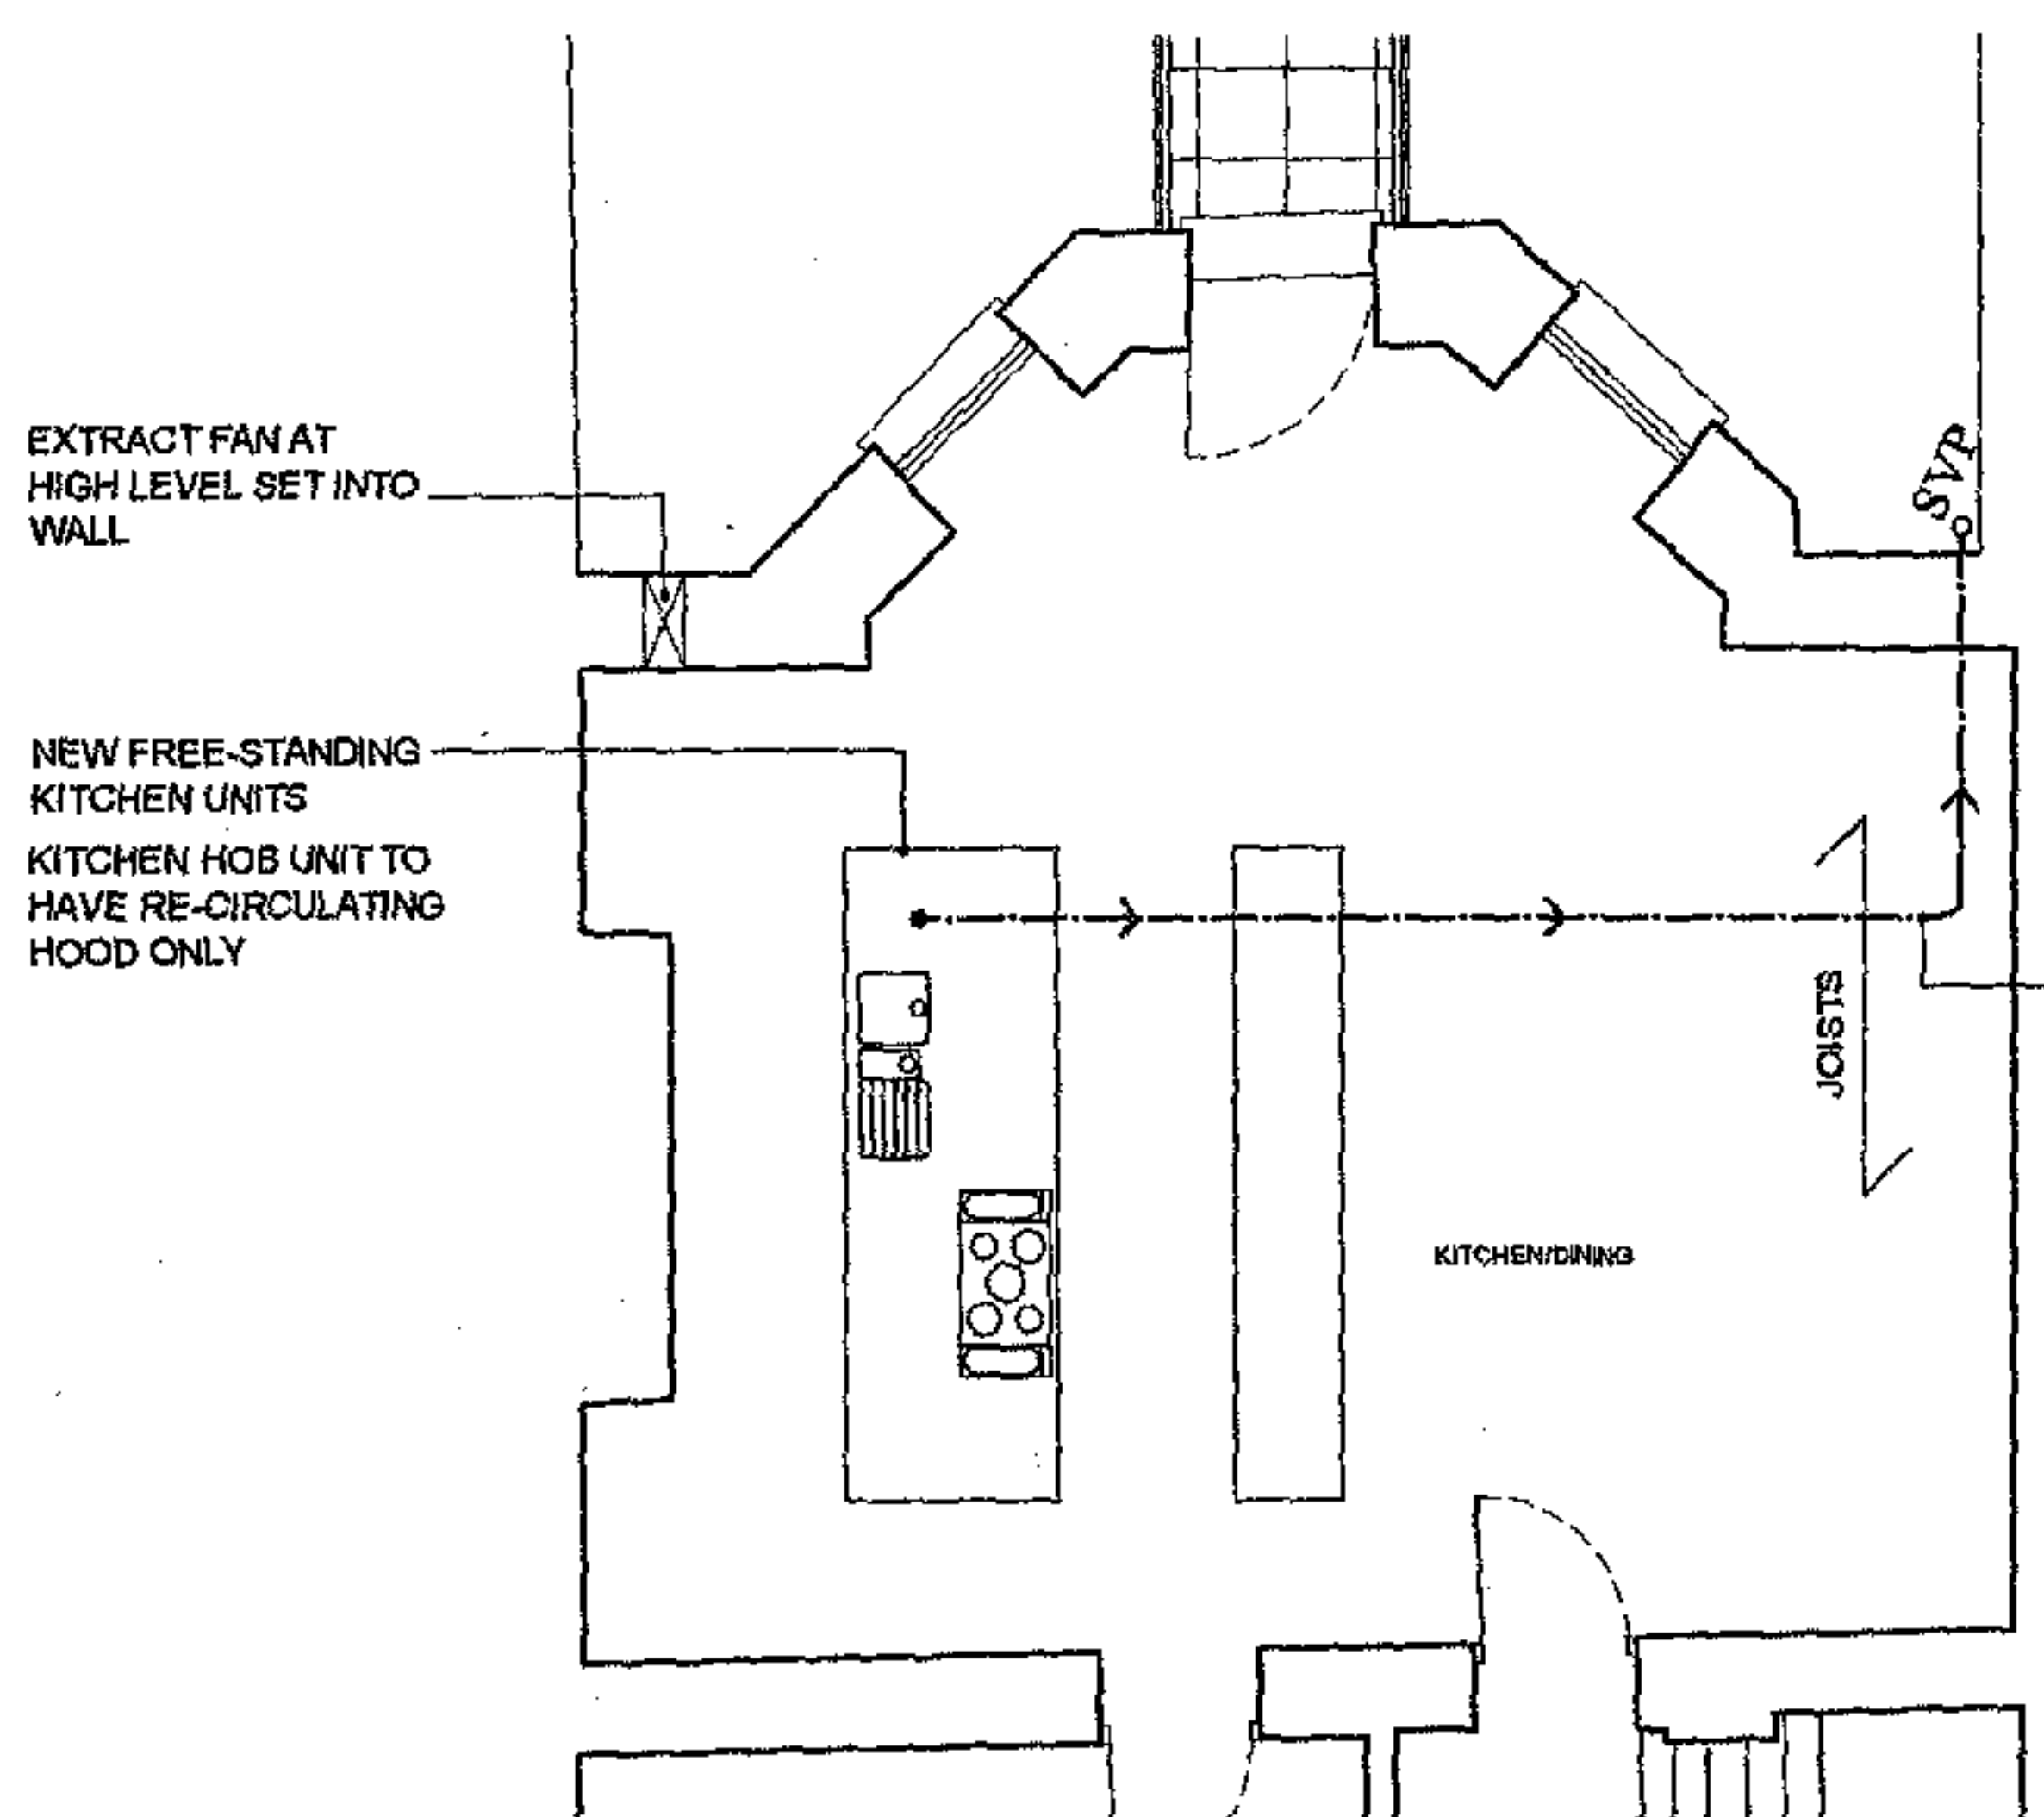 EXTRACT FAN AT
HIGH LEVEL SET INTO
WALL
NEW FREE-STANDING
KITCHEN UNITS
KITCHEN HOB UNIT TO
HAVE RE-CIRCULATING
HOOD ONLY
SVP
JOISTS
KITCHEN/DINING